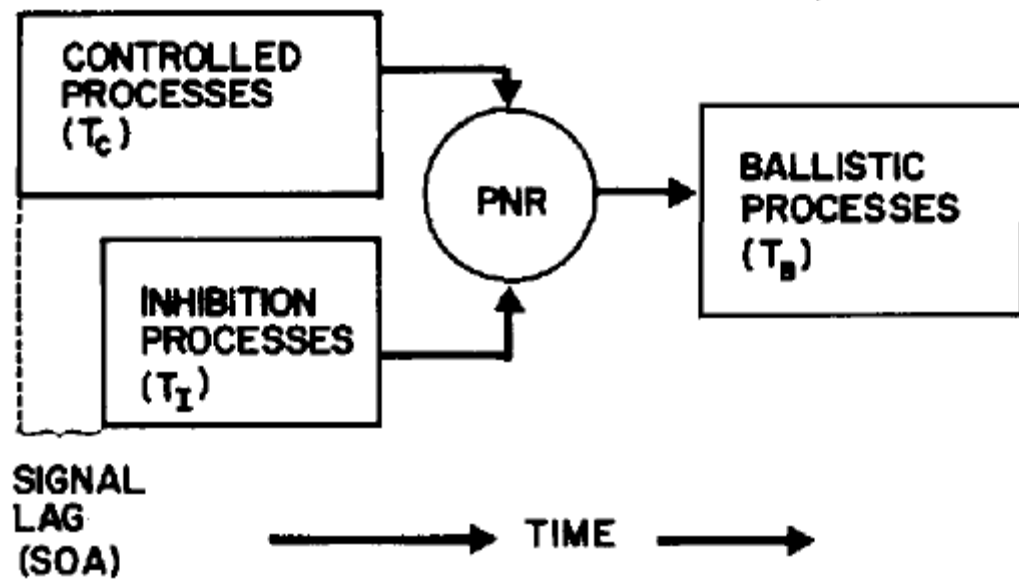 CONTROLLED
PROCESSES
(T_C)
INHIBITION
PROCESSES
(T_I)
PNR
BALLISTIC
PROCESSES
(T_B)
SIGNAL
LAG
(SOA)
TIME